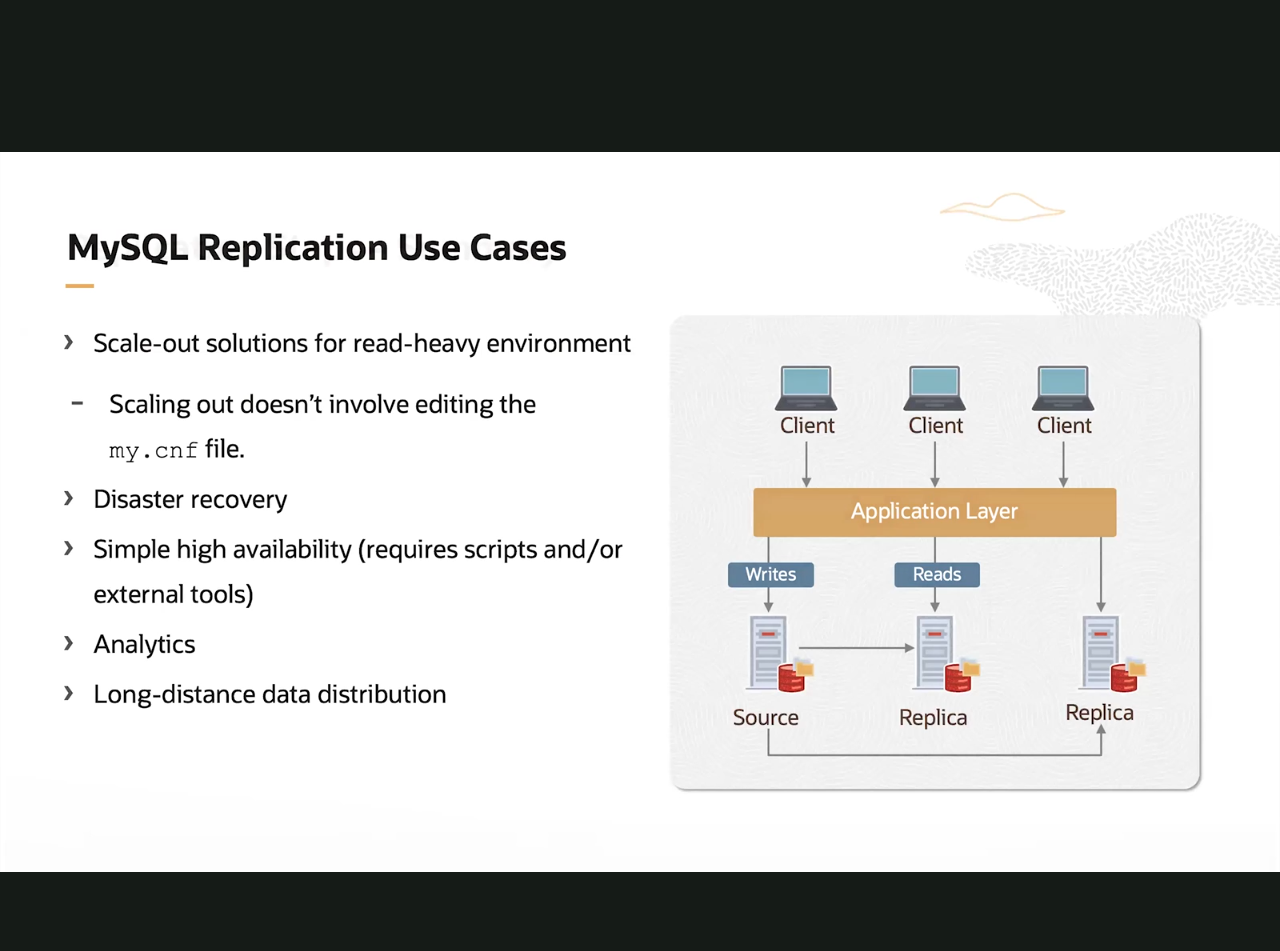 MySQL Replication Use Cases
› Scale-out solutions for read-heavy environment
- Scaling out doesn’t involve editing the
my.cnf file.
› Disaster recovery
› Simple high availability (requires scripts and/or
external tools)
› Analytics
› Long-distance data distribution
Client Client Client
Application Layer
Writes Reads
Source Replica Replica